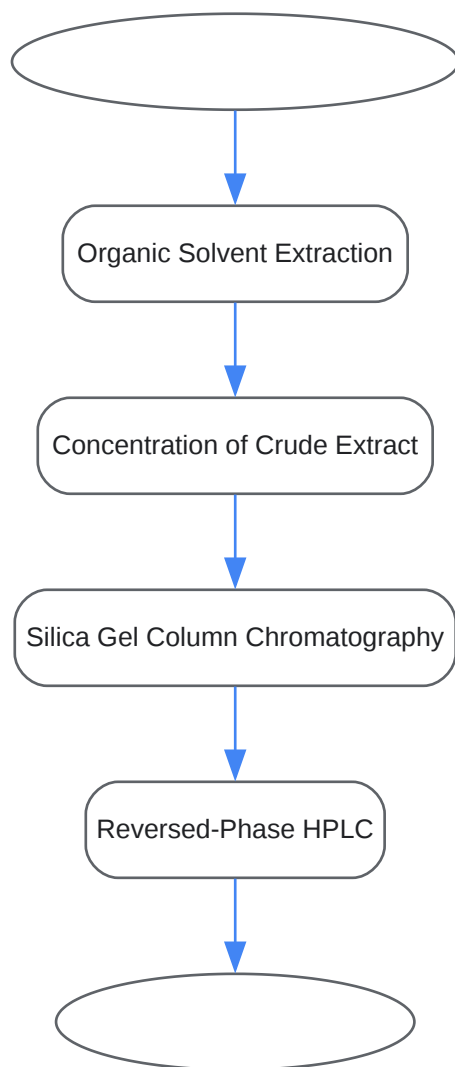 Organic Solvent Extraction
Concentration of Crude Extract
Silica Gel Column Chromatography
Reversed-Phase HPLC